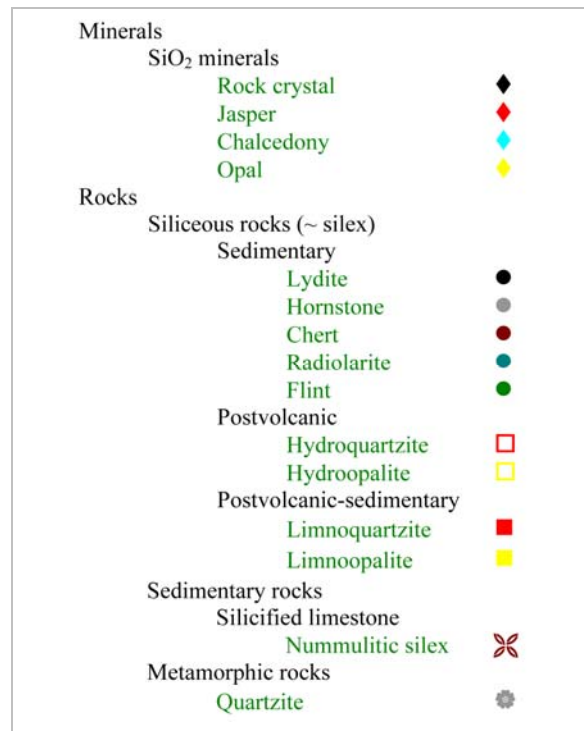 Minerals
SiO₂ minerals
Rock crystal
Jasper
Chalcedony
Opal
Rocks
Siliceous rocks (~ silex)
Sedimentary
Lydite
Hornstone
Chert
Radiolarite
Flint
Postvolcanic
Hydroquartzite
Hydroopalite
Postvolcanic-sedimentary
Limnoquartzite
Limnoopalite
Sedimentary rocks
Silicified limestone
Nummulitic silex
Metamorphic rocks
Quartzite